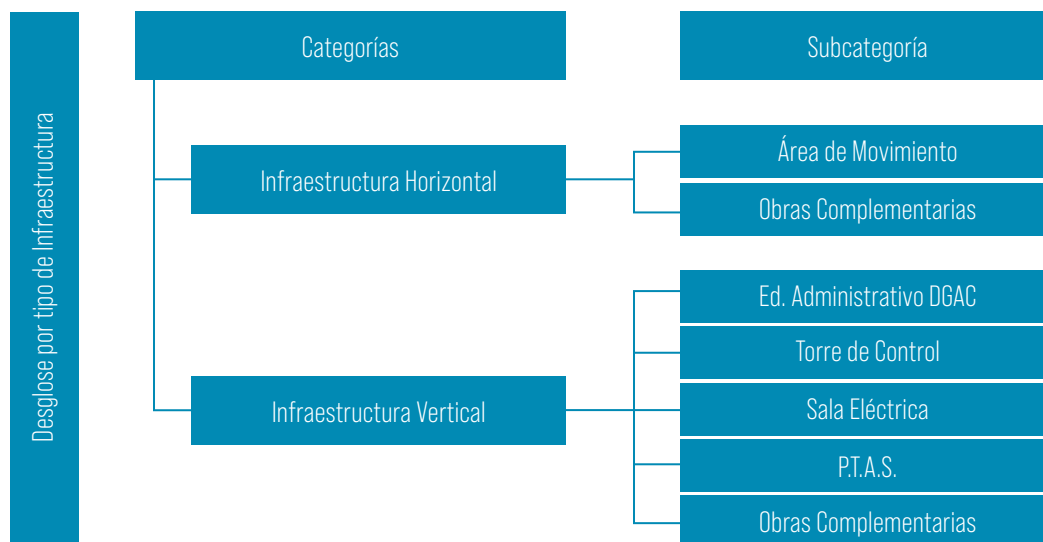 Desglose por tipo de Infraestructura
Categorías
Subcategoría
Infraestructura Horizontal
Área de Movimiento
Obras Complementarias
Infraestructura Vertical
Ed. Administrativo DGAC
Torre de Control
Sala Eléctrica
P.T.A.S.
Obras Complementarias